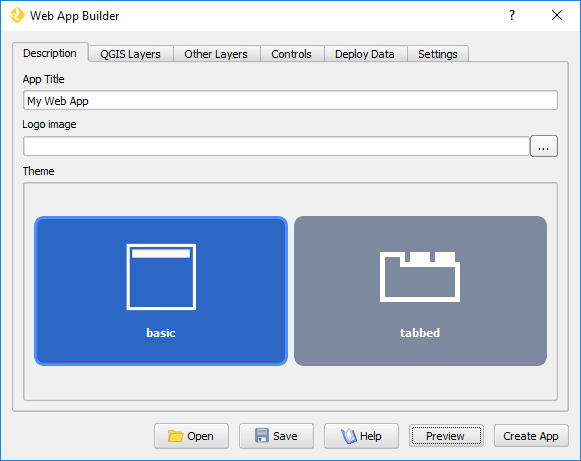 Web App Builder ?
Description QGIS Layers Other Layers Controls Deploy Data Settings
App Title
My Web App
Logo image
...
Theme
basic tabbed
Open Save Help Preview Create App